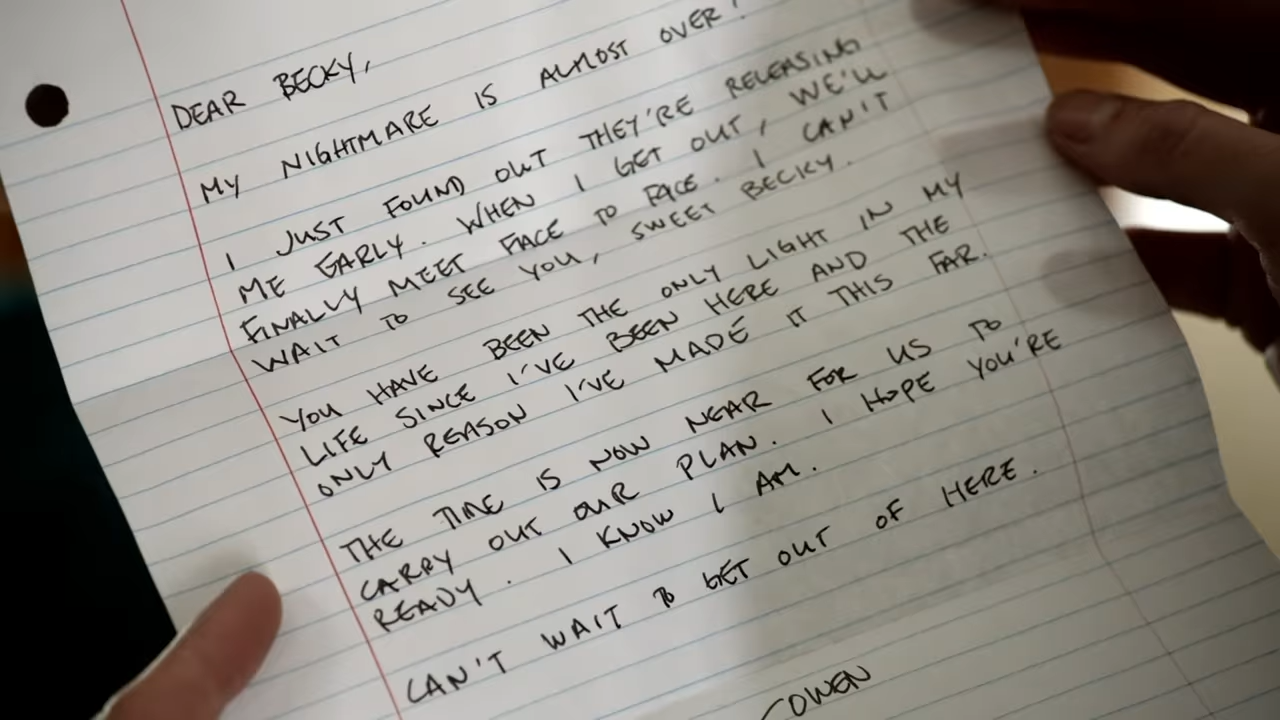 DEAR BECKY,
MY NIGHTMARE IS ALMOST OVER!
I JUST FOUND OUT THEY'RE RELEASING
ME EARLY. WHEN I GET OUT, WE'LL
FINALLY MEET FACE TO FACE. I CAN'T
WAIT TO SEE YOU, SWEET BECKY.
YOU HAVE BEEN THE ONLY LIGHT IN MY
LIFE SINCE I'VE BEEN HERE AND THE
ONLY REASON I'VE MADE IT THIS FAR.
THE TIME IS NOW NEAR FOR US TO
CARRY OUT OUR PLAN. I HOPE YOU'RE
READY. I KNOW I AM.
CAN'T WAIT TO GET OUT OF HERE.
COWEN